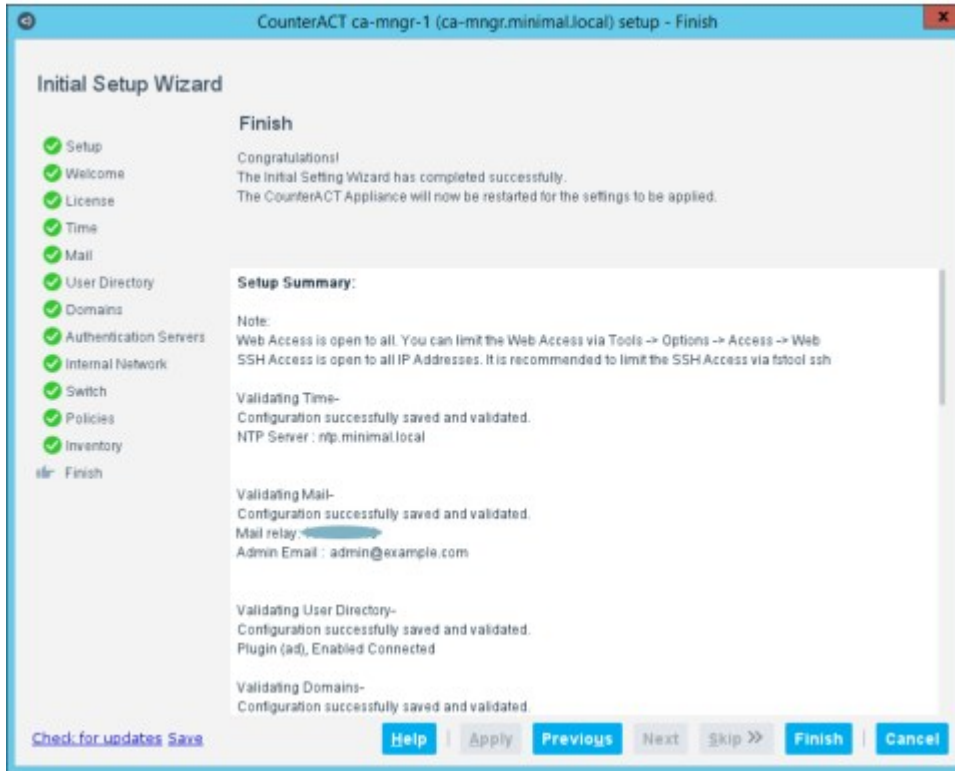 CounterACT ca-mngr-1 (ca-mngr.minimal.local) setup - Finish
x
Initial Setup Wizard
Setup
Welcome
License
Time
Mail
User Directory
Domains
Authentication Servers
Internal Network
Switch
Policies
Inventory
Finish
Finish
Congratulations!
The Initial Setting Wizard has completed successfully.
The CounterACT Appliance will now be restarted for the settings to be applied.
Setup Summary:
Note:
Web Access is open to all. You can limit the Web Access via Tools -> Options -> Access -> Web
SSH Access is open to all IP Addresses. It is recommended to limit the SSH Access via fstool ssh
Validating Time-
Configuration successfully saved and validated.
NTP Server : ntp.minimal.local
Validating Mail-
Configuration successfully saved and validated.
Mail relay:
Admin Email : admin@example.com
Validating User Directory-
Configuration successfully saved and validated.
Plugin (ad), Enabled Connected
Validating Domains-
Configuration successfully saved and validated.
Check for updates Save
Help Apply Previous Next Skip >> Finish Cancel